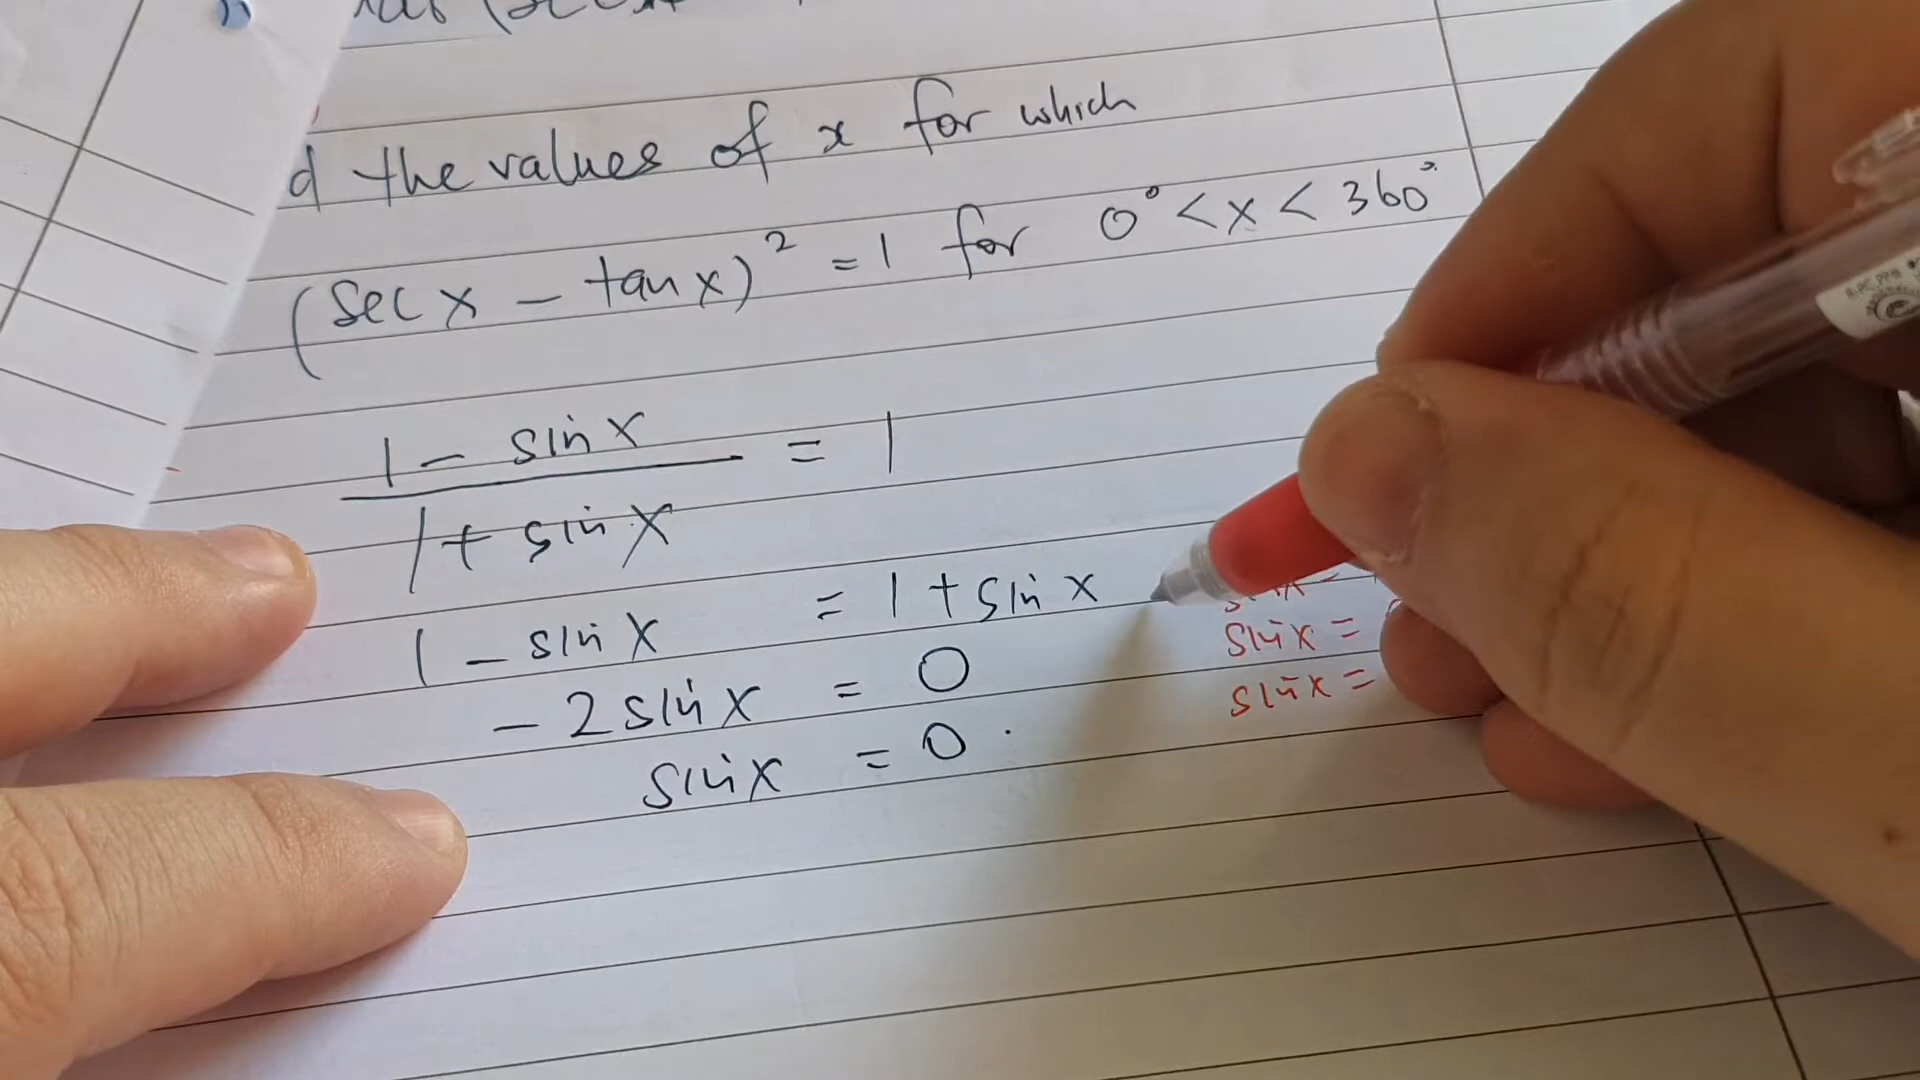 d the values of x for which
(sec x - tan x)² = 1 for 0° < x < 360°
1 - sin x
1 + sin x
= 1
1 - sin x = 1 + sin x
- 2 sin x = 0
sin x = 0 .
sin x =
sin x =